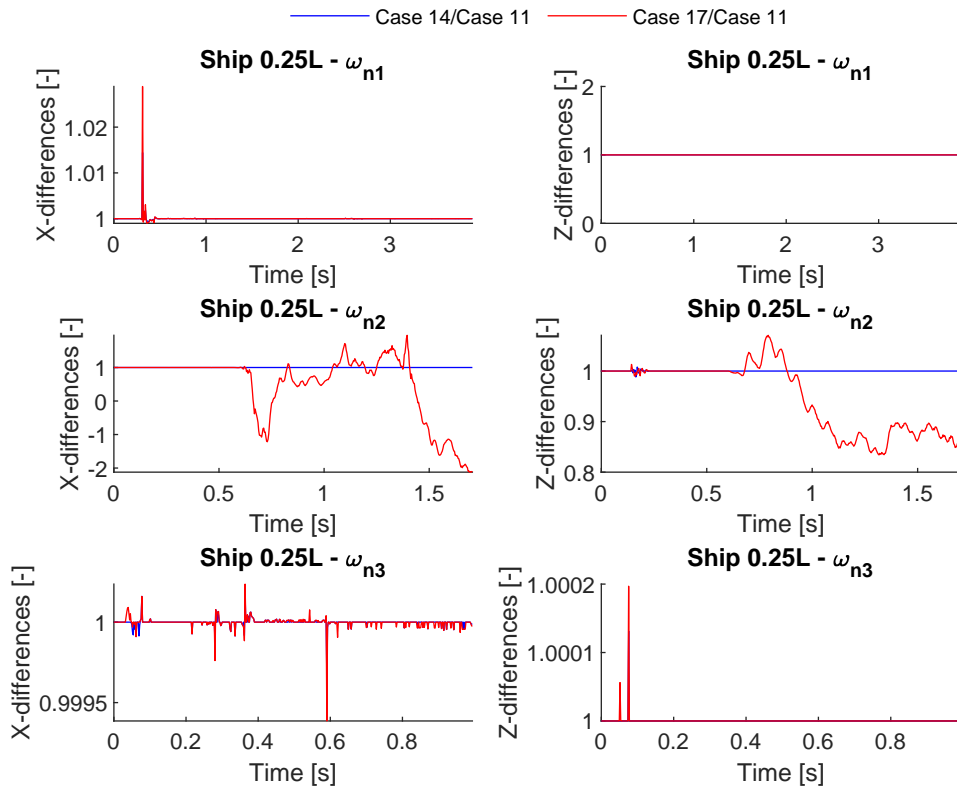 Case 14/Case 11 Case 17/Case 11
Ship 0.25L - ωn1
X-differences [-]
1.02
1.01
1
0 1 2 3
Time [s]
Ship 0.25L - ωn1
Z-differences [-]
2
1
0
0 1 2 3
Time [s]
Ship 0.25L - ωn2
X-differences [-]
1
0
-1
-2
0 0.5 1 1.5
Time [s]
Ship 0.25L - ωn2
Z-differences [-]
1
0.9
0.8
0 0.5 1 1.5
Time [s]
Ship 0.25L - ωn3
X-differences [-]
1
0.9995
0 0.2 0.4 0.6 0.8
Time [s]
Ship 0.25L - ωn3
Z-differences [-]
1.0002
1.0001
1
0 0.2 0.4 0.6 0.8
Time [s]